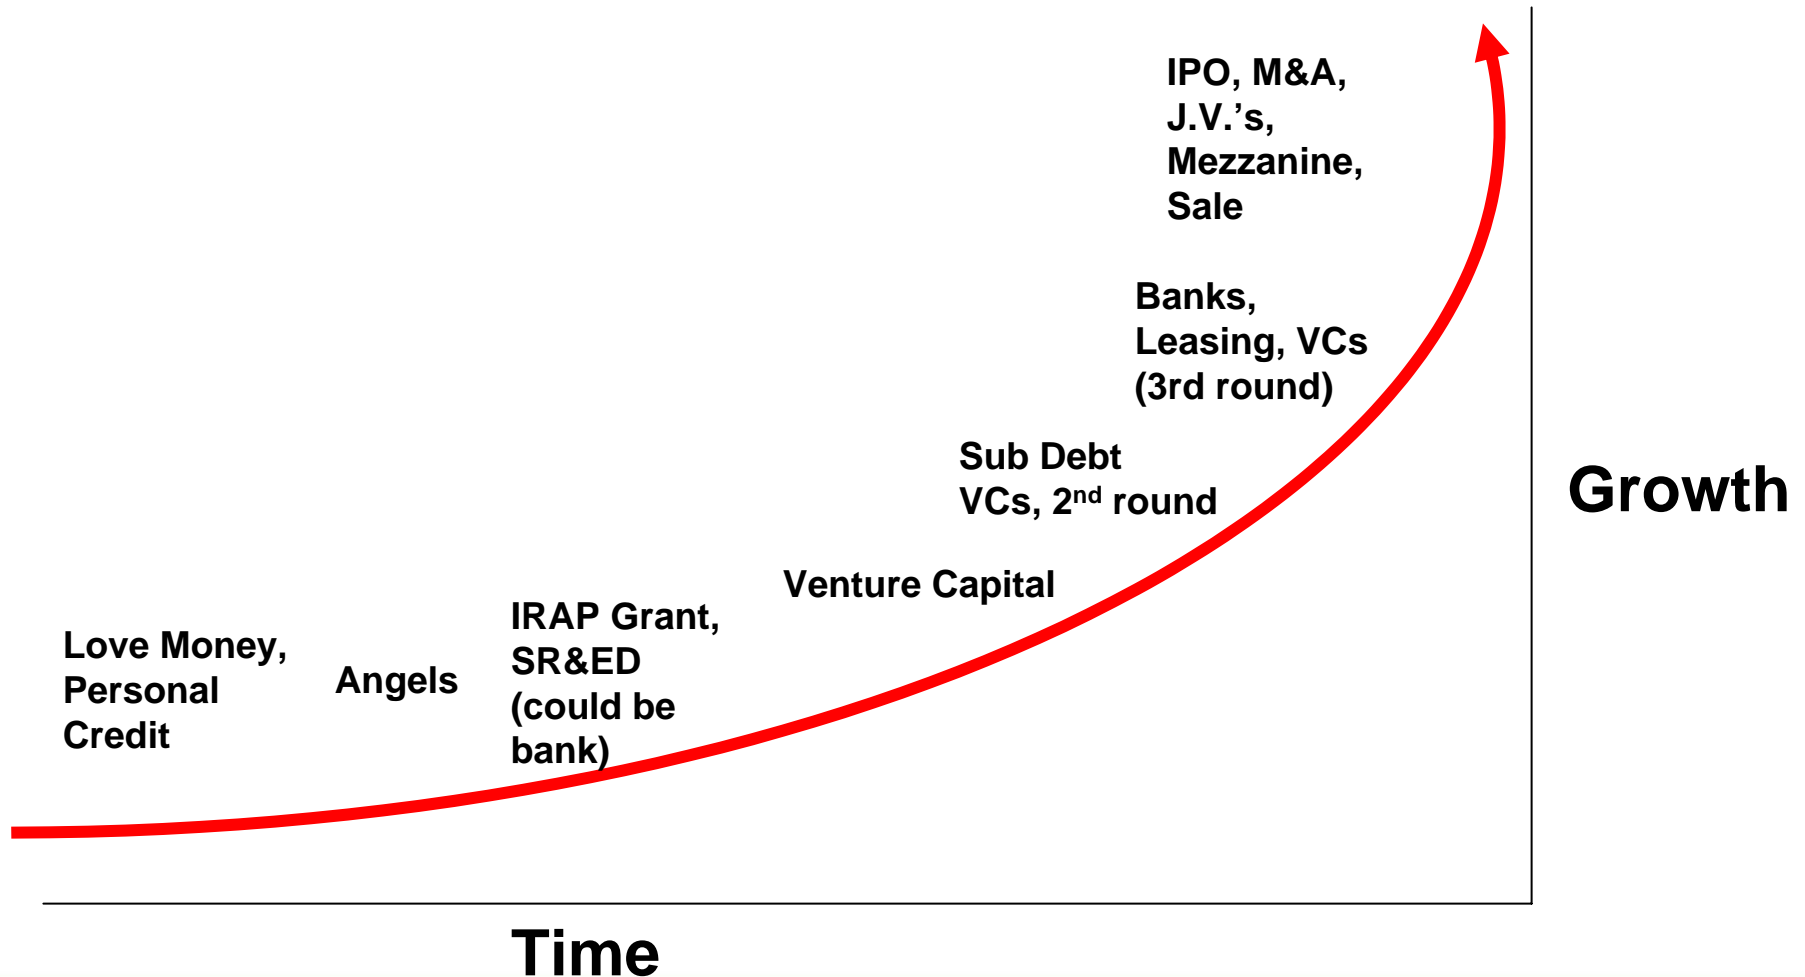 IPO, M&A,
J.V.’s,
Mezzanine,
Sale
Banks,
Leasing, VCs
(3rd round)
Sub Debt
VCs, 2nd round
Growth
Venture Capital
IRAP Grant,
SR&ED
(could be
bank)
Angels
Love Money,
Personal
Credit
Time